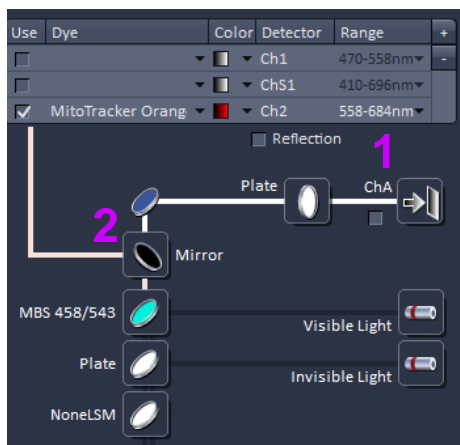 Use Dye Color Detector Range +
Ch1 470-558nm -
ChS1 410-696nm
MitoTracker Orang Ch2 558-684nm
Reflection
1
Plate ChA
2
Mirror
MBS 458/543
Visible Light
Plate
Invisible Light
NoneLSM